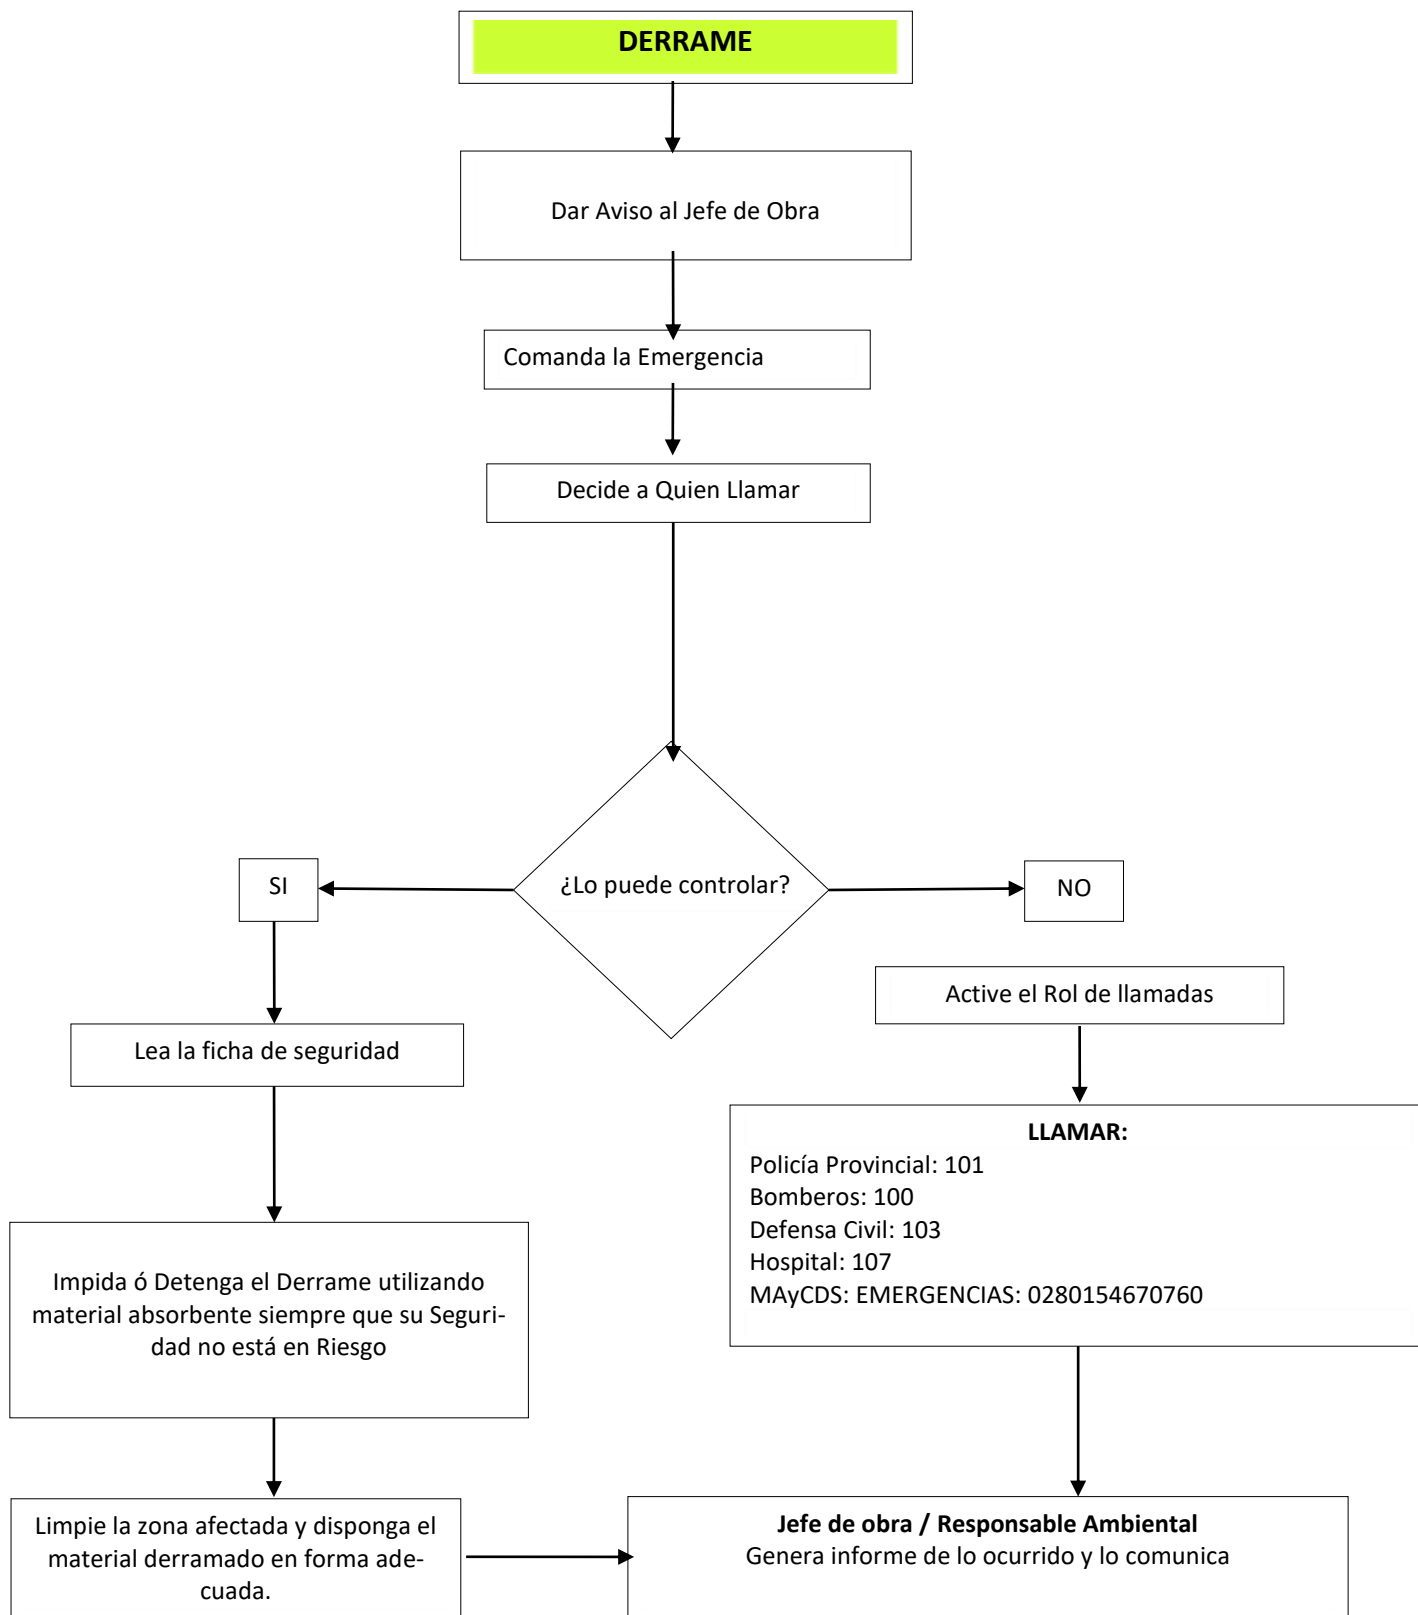 DERRAME
Dar Aviso al Jefe de Obra
Comanda la Emergencia
Decide a Quien Llamar
¿Lo puede controlar?
SI
NO
Active el Rol de llamadas
Lea la ficha de seguridad
LLAMAR:
Policía Provincial: 101
Bomberos: 100
Defensa Civil: 103
Hospital: 107
MAyCDS: EMERGENCIAS: 0280154670760
Impida ó Detenga el Derrame utilizando
material absorbente siempre que su Seguri-
dad no está en Riesgo
Limpie la zona afectada y disponga el
material derramado en forma ade-
cuada.
Jefe de obra / Responsable Ambiental
Genera informe de lo ocurrido y lo comunica